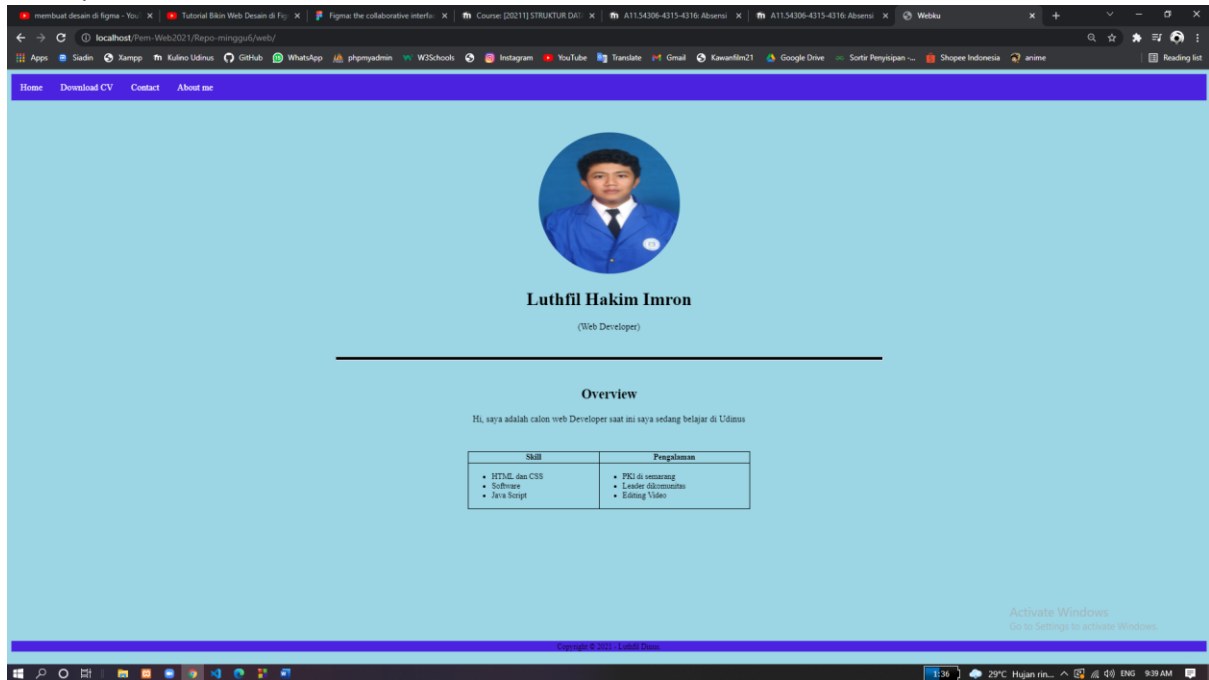 membuat desain di figma - You
Tutorial Bikin Web Desain di Fig
Figma: the collaborative interfac
Course: [20211] STRUKTUR DAT
A11.54306-4315-4316: Absensi
A11.54306-4315-4316: Absensi
Webku
localhost/Pem-Web2021/Repo-minggu6/web/
Apps Siadin Xampp Kulino Udinus GitHub WhatsApp phpmyadmin W3Schools Instagram YouTube Translate Gmail Kawanfilm21 Google Drive Sortir Penyisipan -... Shopee Indonesia anime Reading list
Home Download CV Contact About me
Luthfil Hakim Imron
(Web Developer)
Overview
Hi, saya adalah calon web Developer saat ini saya sedang belajar di Udinus
Skill Pengalaman
• HTML dan CSS • PKl di semarang
• Software • Leader dikomunitas
• Java Script • Editing Video
Activate Windows
Go to Settings to activate Windows.
Copyright © 2021 - Luthfil
1:36 29°C Hujan rin... ENG 9:39 AM